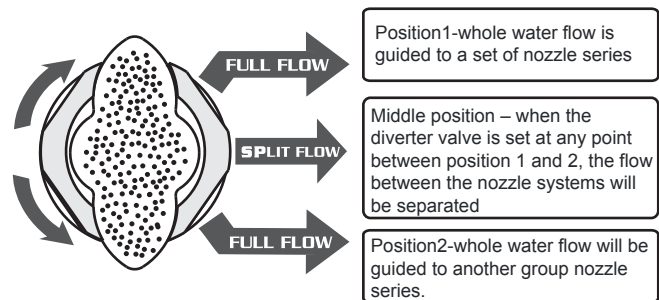 FULL FLOW
Position1-whole water flow is
guided to a set of nozzle series
SPLIT FLOW
Middle position – when the
diverter valve is set at any point
between position 1 and 2, the flow
between the nozzle systems will
be separated
FULL FLOW
Position2-whole water flow will be
guided to another group nozzle
series.